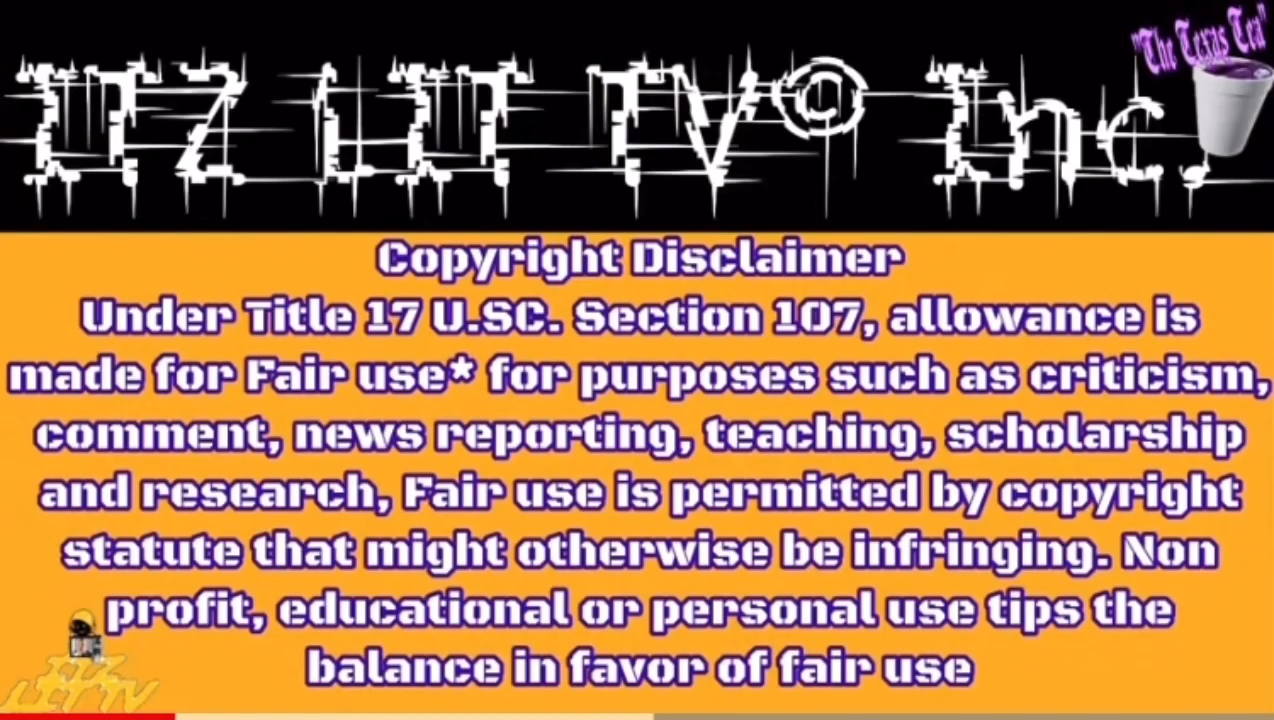 "The Texas Tea"
ITZ LIT TV© Inc.
Copyright Disclaimer
Under Title 17 U.SC. Section 107, allowance is
made for Fair use* for purposes such as criticism,
comment, news reporting, teaching, scholarship
and research, Fair use is permitted by copyright
statute that might otherwise be infringing. Non
profit, educational or personal use tips the
balance in favor of fair use
ITZ
LIT TV